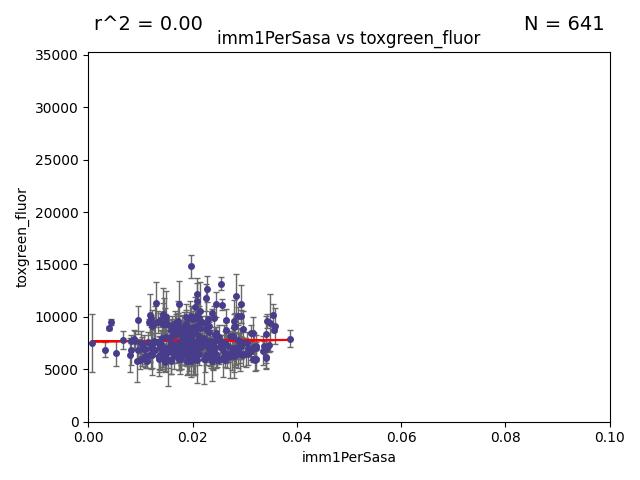 r^2 = 0.00
N = 641
imm1PerSasa vs toxgreen_fluor
35000
30000
25000
20000
15000
10000
5000
0
toxgreen_fluor
0.00
0.02
0.04
0.06
0.08
0.10
imm1PerSasa